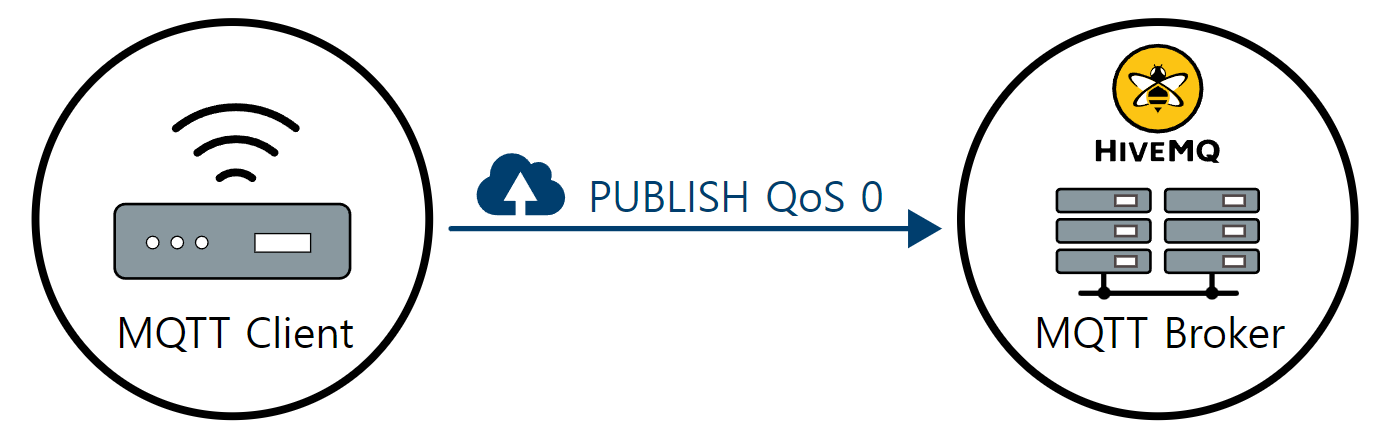 HIVEMQ
PUBLISH QoS 0
MQTT Client
MQTT Broker